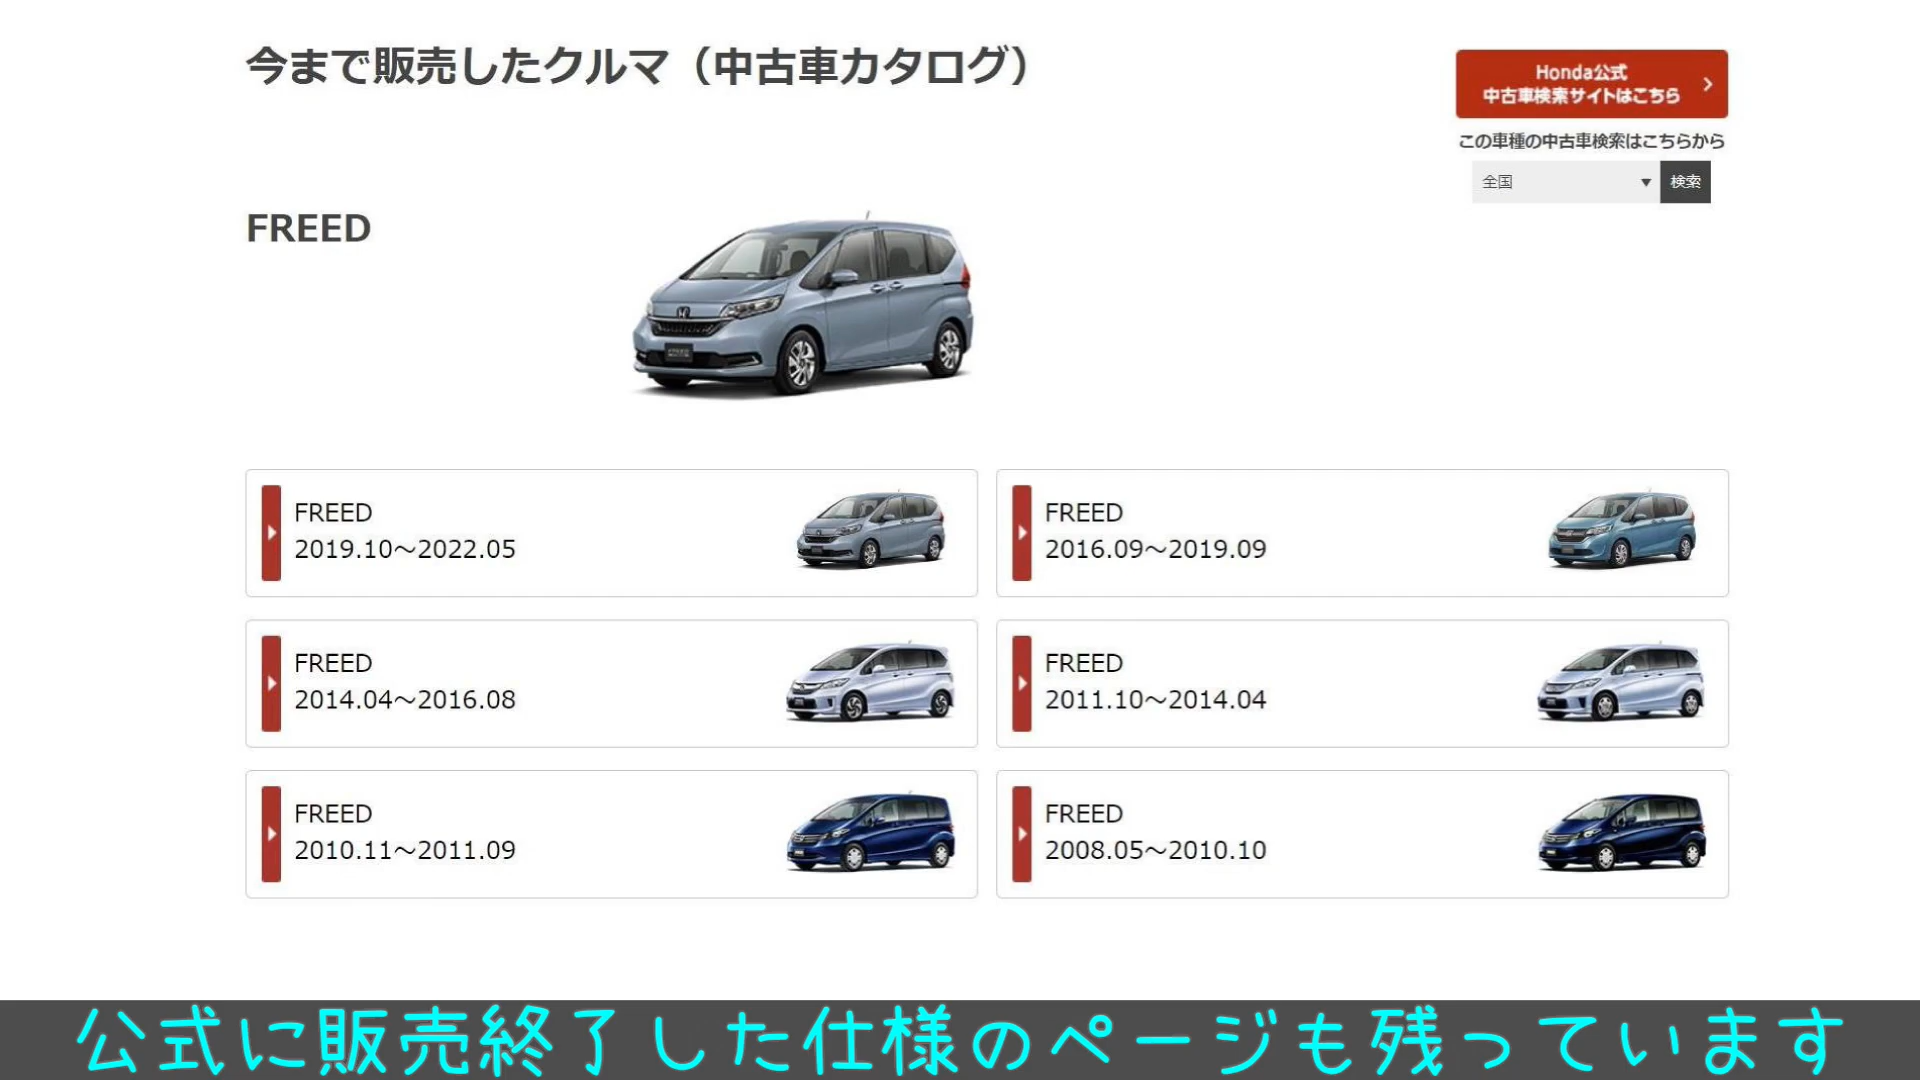 今まで販売したクルマ（中古車カタログ）
Honda公式
中古車検索サイトはこちら
この車種の中古車検索はこちらから
全国
検索
FREED
FREED
2019.10～2022.05
FREED
2016.09～2019.09
FREED
2014.04～2016.08
FREED
2011.10～2014.04
FREED
2010.11～2011.09
FREED
2008.05～2010.10
公式に販売終了した仕様のページも残っています